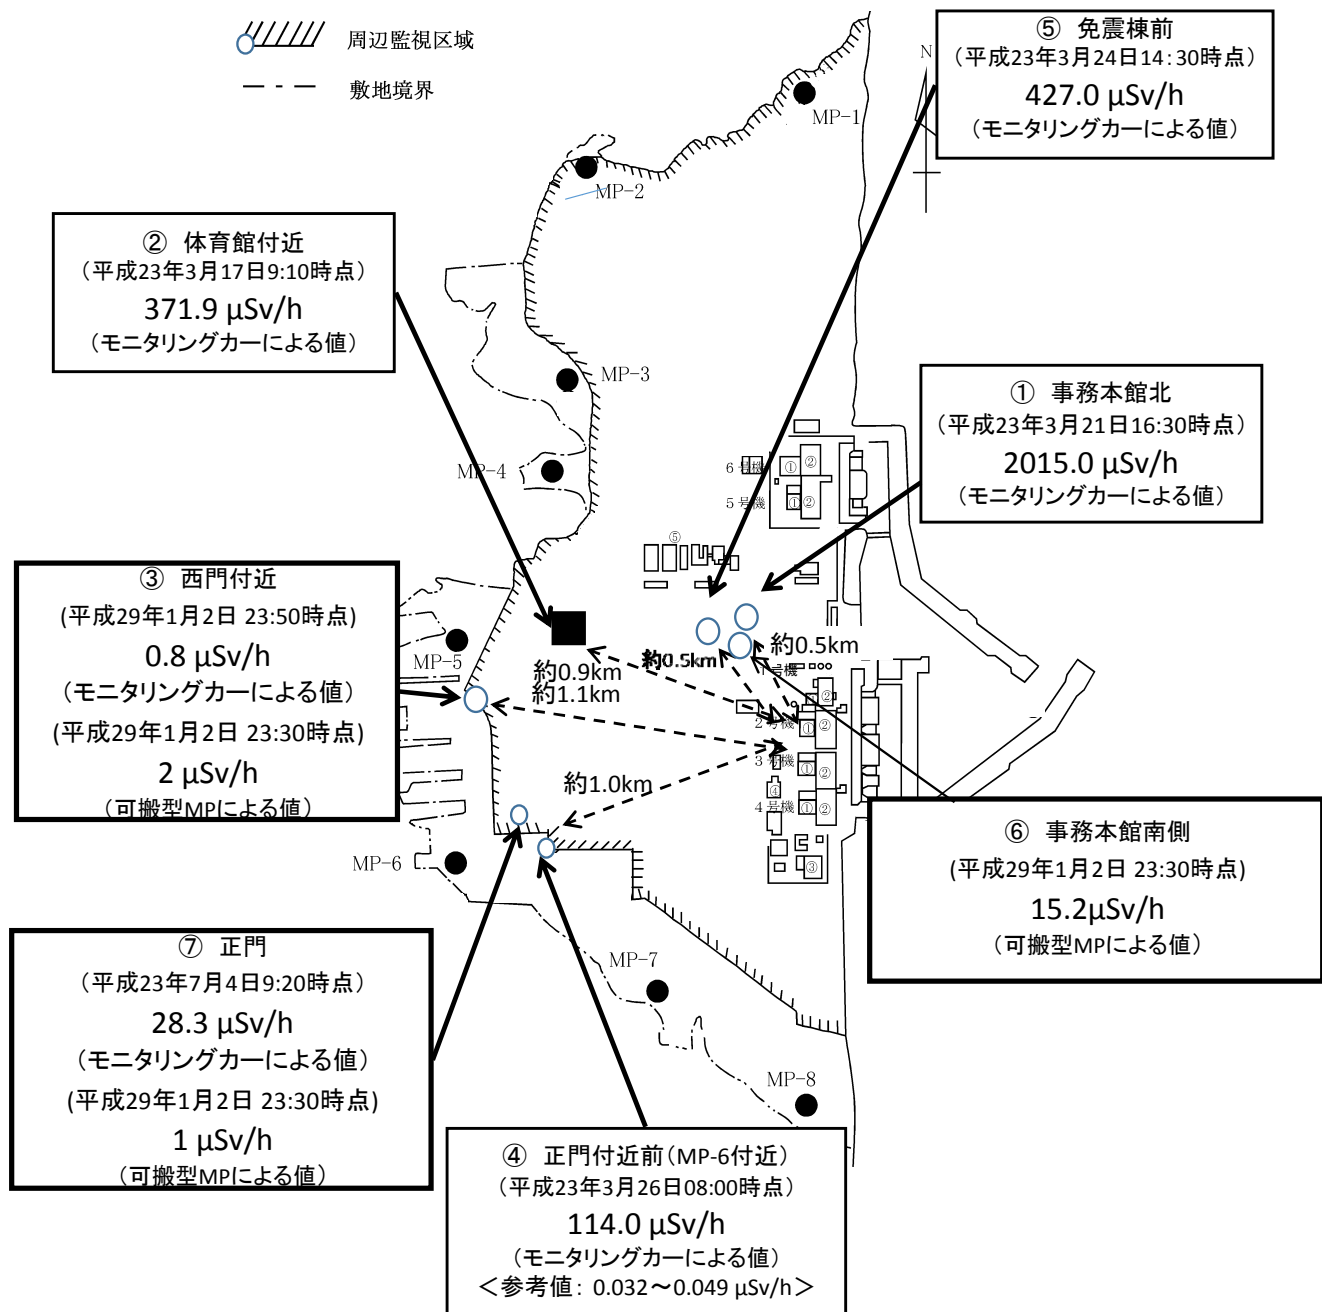 周辺監視区域
敷地境界
⑤ 免震棟前
（平成23年3月24日14：30時点）
427.0 μSv/h
（モニタリングカーによる値）
N
MP-1
MP-2
② 体育館付近
（平成23年3月17日9:10時点）
371.9 μSv/h
（モニタリングカーによる値）
MP-3
MP-4
① 事務本館北
（平成23年3月21日16:30時点）
2015.0 μSv/h
（モニタリングカーによる値）
6号機
①
②
5号機
①
②
⑤
③ 西門付近
(平成29年1月2日 23:50時点)
0.8 μSv/h
（モニタリングカーによる値）
(平成29年1月2日 23:30時点)
2 μSv/h
（可搬型MPによる値）
MP-5
約0.9km
約1.1km
約0.5km
約0.5km
1号機
②
2号機
①
②
3号機
①
②
④
4号機
①
②
③
約1.0km
MP-6
⑥ 事務本館南側
(平成29年1月2日 23:30時点)
15.2μSv/h
（可搬型MPによる値）
⑦ 正門
（平成23年7月4日9:20時点）
28.3 μSv/h
（モニタリングカーによる値）
(平成29年1月2日 23:30時点)
1 μSv/h
（可搬型MPによる値）
MP-7
MP-8
④ 正門付近前（MP-6付近）
（平成23年3月26日08:00時点）
114.0 μSv/h
（モニタリングカーによる値）
＜参考値：0.032～0.049 μSv/h＞